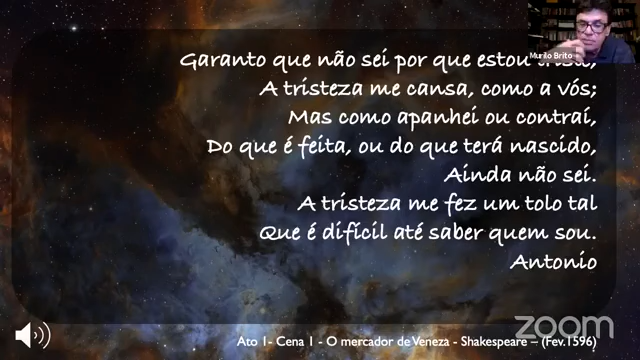 Murilo Brito
Garanto que não sei por que estou
A tristeza me cansa, como a vós;
Mas como apanhei ou contraí,
Do que é feita, ou do que terá nascido,
Ainda não sei.
A tristeza me fez um tolo tal
Que é difícil até saber quem sou.
Antonio
zoom
Ato 1- Cena 1 - O mercador de Veneza - Shakespeare – (Fev.1596)